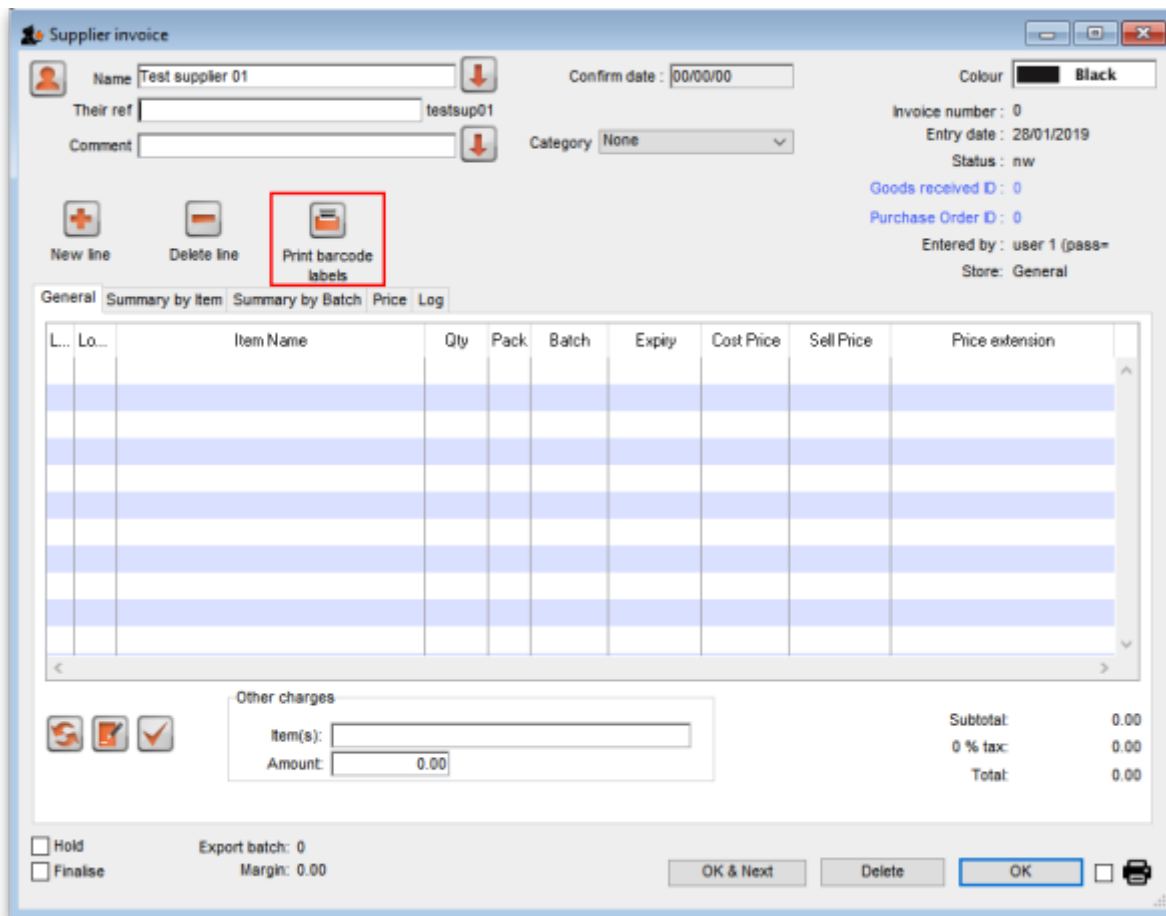 Supplier invoice
Name Test supplier 01 Confirm date : 00/00/00 Colour Black
Their ref testsup01 Invoice number : 0
Comment Category None Entry date : 28/01/2019
Status : nw
Goods received ID : 0
Purchase Order ID : 0
New line Delete line Print barcode labels Entered by : user 1 (pass=
Store: General
General Summary by Item Summary by Batch Price Log
L... Lo... Item Name Qty Pack Batch Expiry Cost Price Sell Price Price extension
Other charges
Item(s):
Amount: 0.00
Subtotal: 0.00
0 % tax: 0.00
Total: 0.00
Hold Export batch: 0
Finalise Margin: 0.00
OK & Next Delete OK